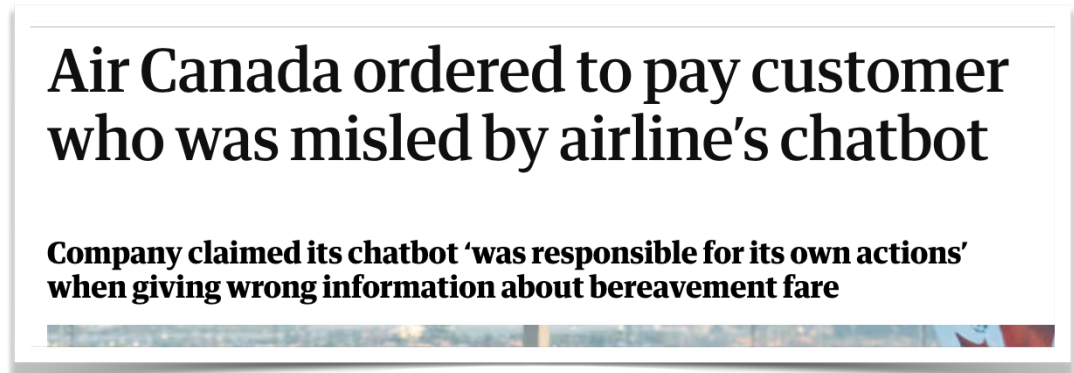 Air Canada ordered to pay customer
who was misled by airline’s chatbot
Company claimed its chatbot ‘was responsible for its own actions’
when giving wrong information about bereavement fare